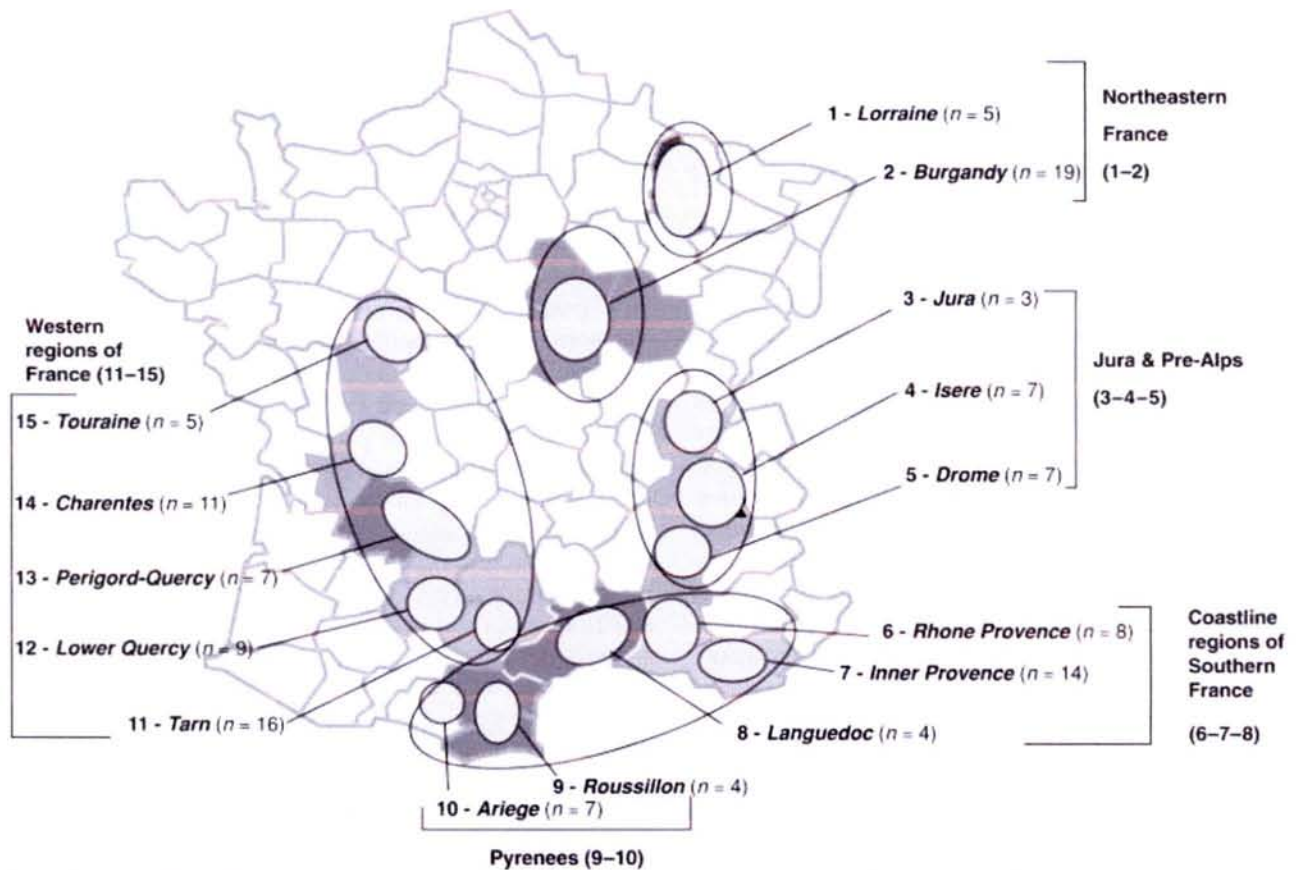 1 - Lorraine (n = 5)
2 - Burgandy (n = 19)
Northeastern
France
(1–2)
3 - Jura (n = 3)
4 - Isere (n = 7)
5 - Drome (n = 7)
Jura & Pre-Alps
(3–4–5)
Western
regions of
France (11–15)
15 - Touraine (n = 5)
14 - Charentes (n = 11)
13 - Perigord-Quercy (n = 7)
12 - Lower Quercy (n = 9)
11 - Tarn (n = 16)
6 - Rhone Provence (n = 8)
7 - Inner Provence (n = 14)
8 - Languedoc (n = 4)
Coastline
regions of
Southern
France
(6–7–8)
9 - Roussillon (n = 4)
10 - Ariege (n = 7)
Pyrenees (9–10)